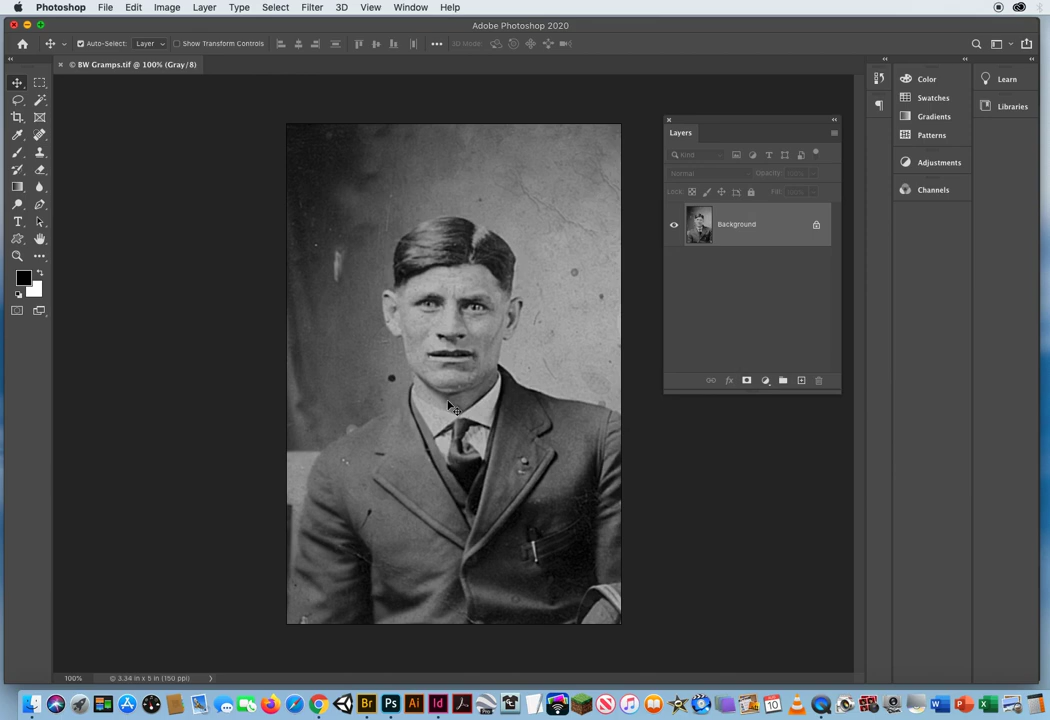 Photoshop File Edit Image Layer Type Select Filter 3D View Window Help
Adobe Photoshop 2020
Auto-Select: Layer Show Transform Controls 3D Mode:
© BW Gramps.tif @ 100% (Gray/8)
Layers
Kind
Normal Opacity: 100%
Lock: Fill: 100%
Background
Color
Swatches
Gradients
Patterns
Adjustments
Channels
Learn
Libraries
100% © 3.34 in x 5 in (150 ppi)